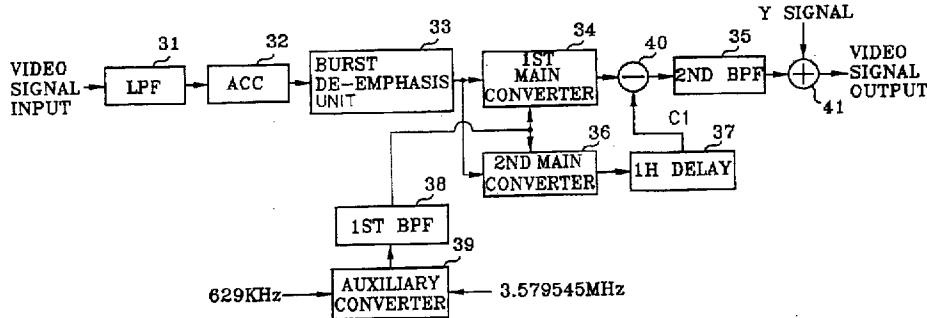 Y SIGNAL
31
32
33
34
40
35
VIDEO
SIGNAL
INPUT
LPF
ACC
BURST
DE-EMPHASIS
UNIT
1ST
MAIN
CONVERTER
2ND BPF
VIDEO
SIGNAL
OUTPUT
41
C1
36
37
2ND MAIN
CONVERTER
1H DELAY
38
1ST BPF
39
AUXILIARY
CONVERTER
629KHz
3.579545MHz